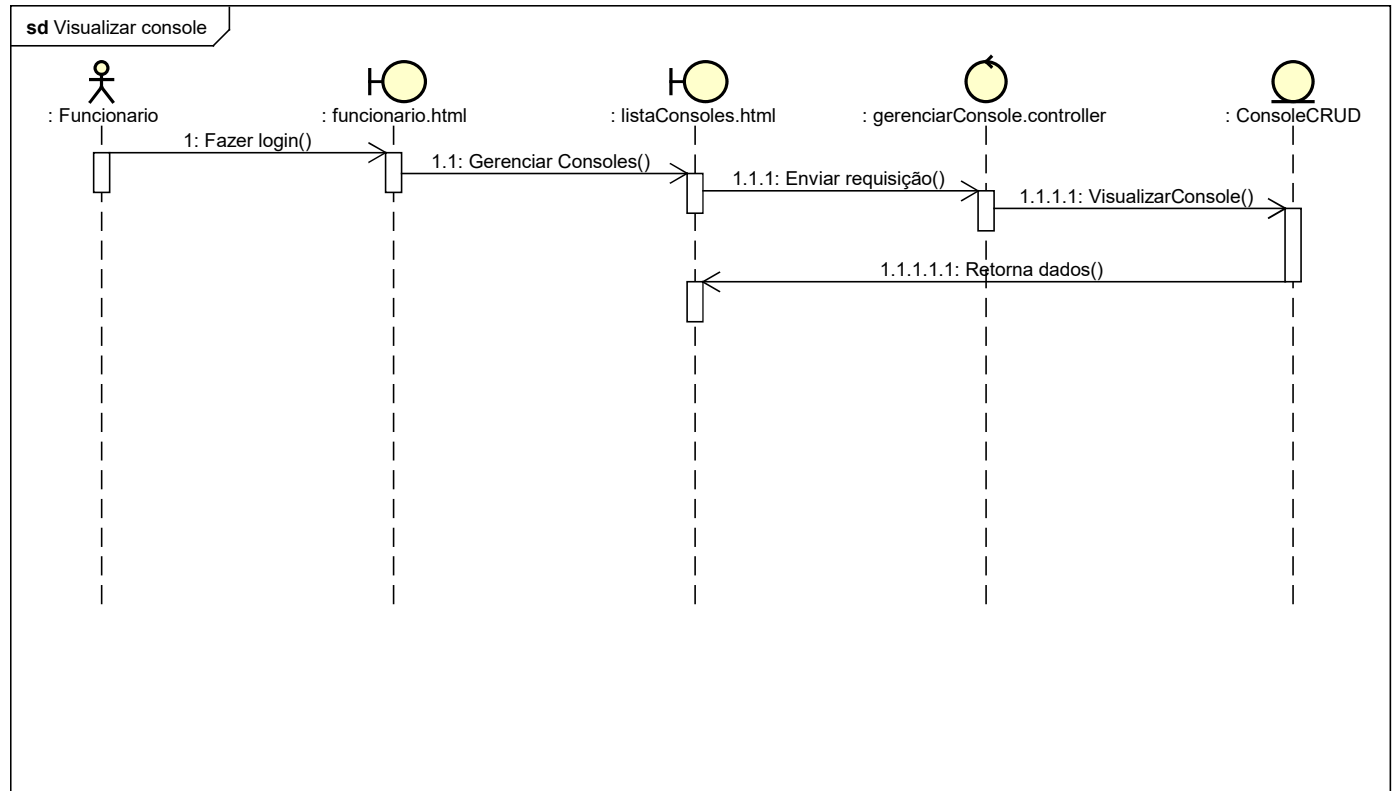 sd Visualizar console
: Funcionario
: funcionario.html
: listaConsoles.html
: gerenciarConsole.controller
: ConsoleCRUD
1: Fazer login()
1.1: Gerenciar Consoles()
1.1.1: Enviar requisição()
1.1.1.1: VisualizarConsole()
1.1.1.1.1: Retorna dados()